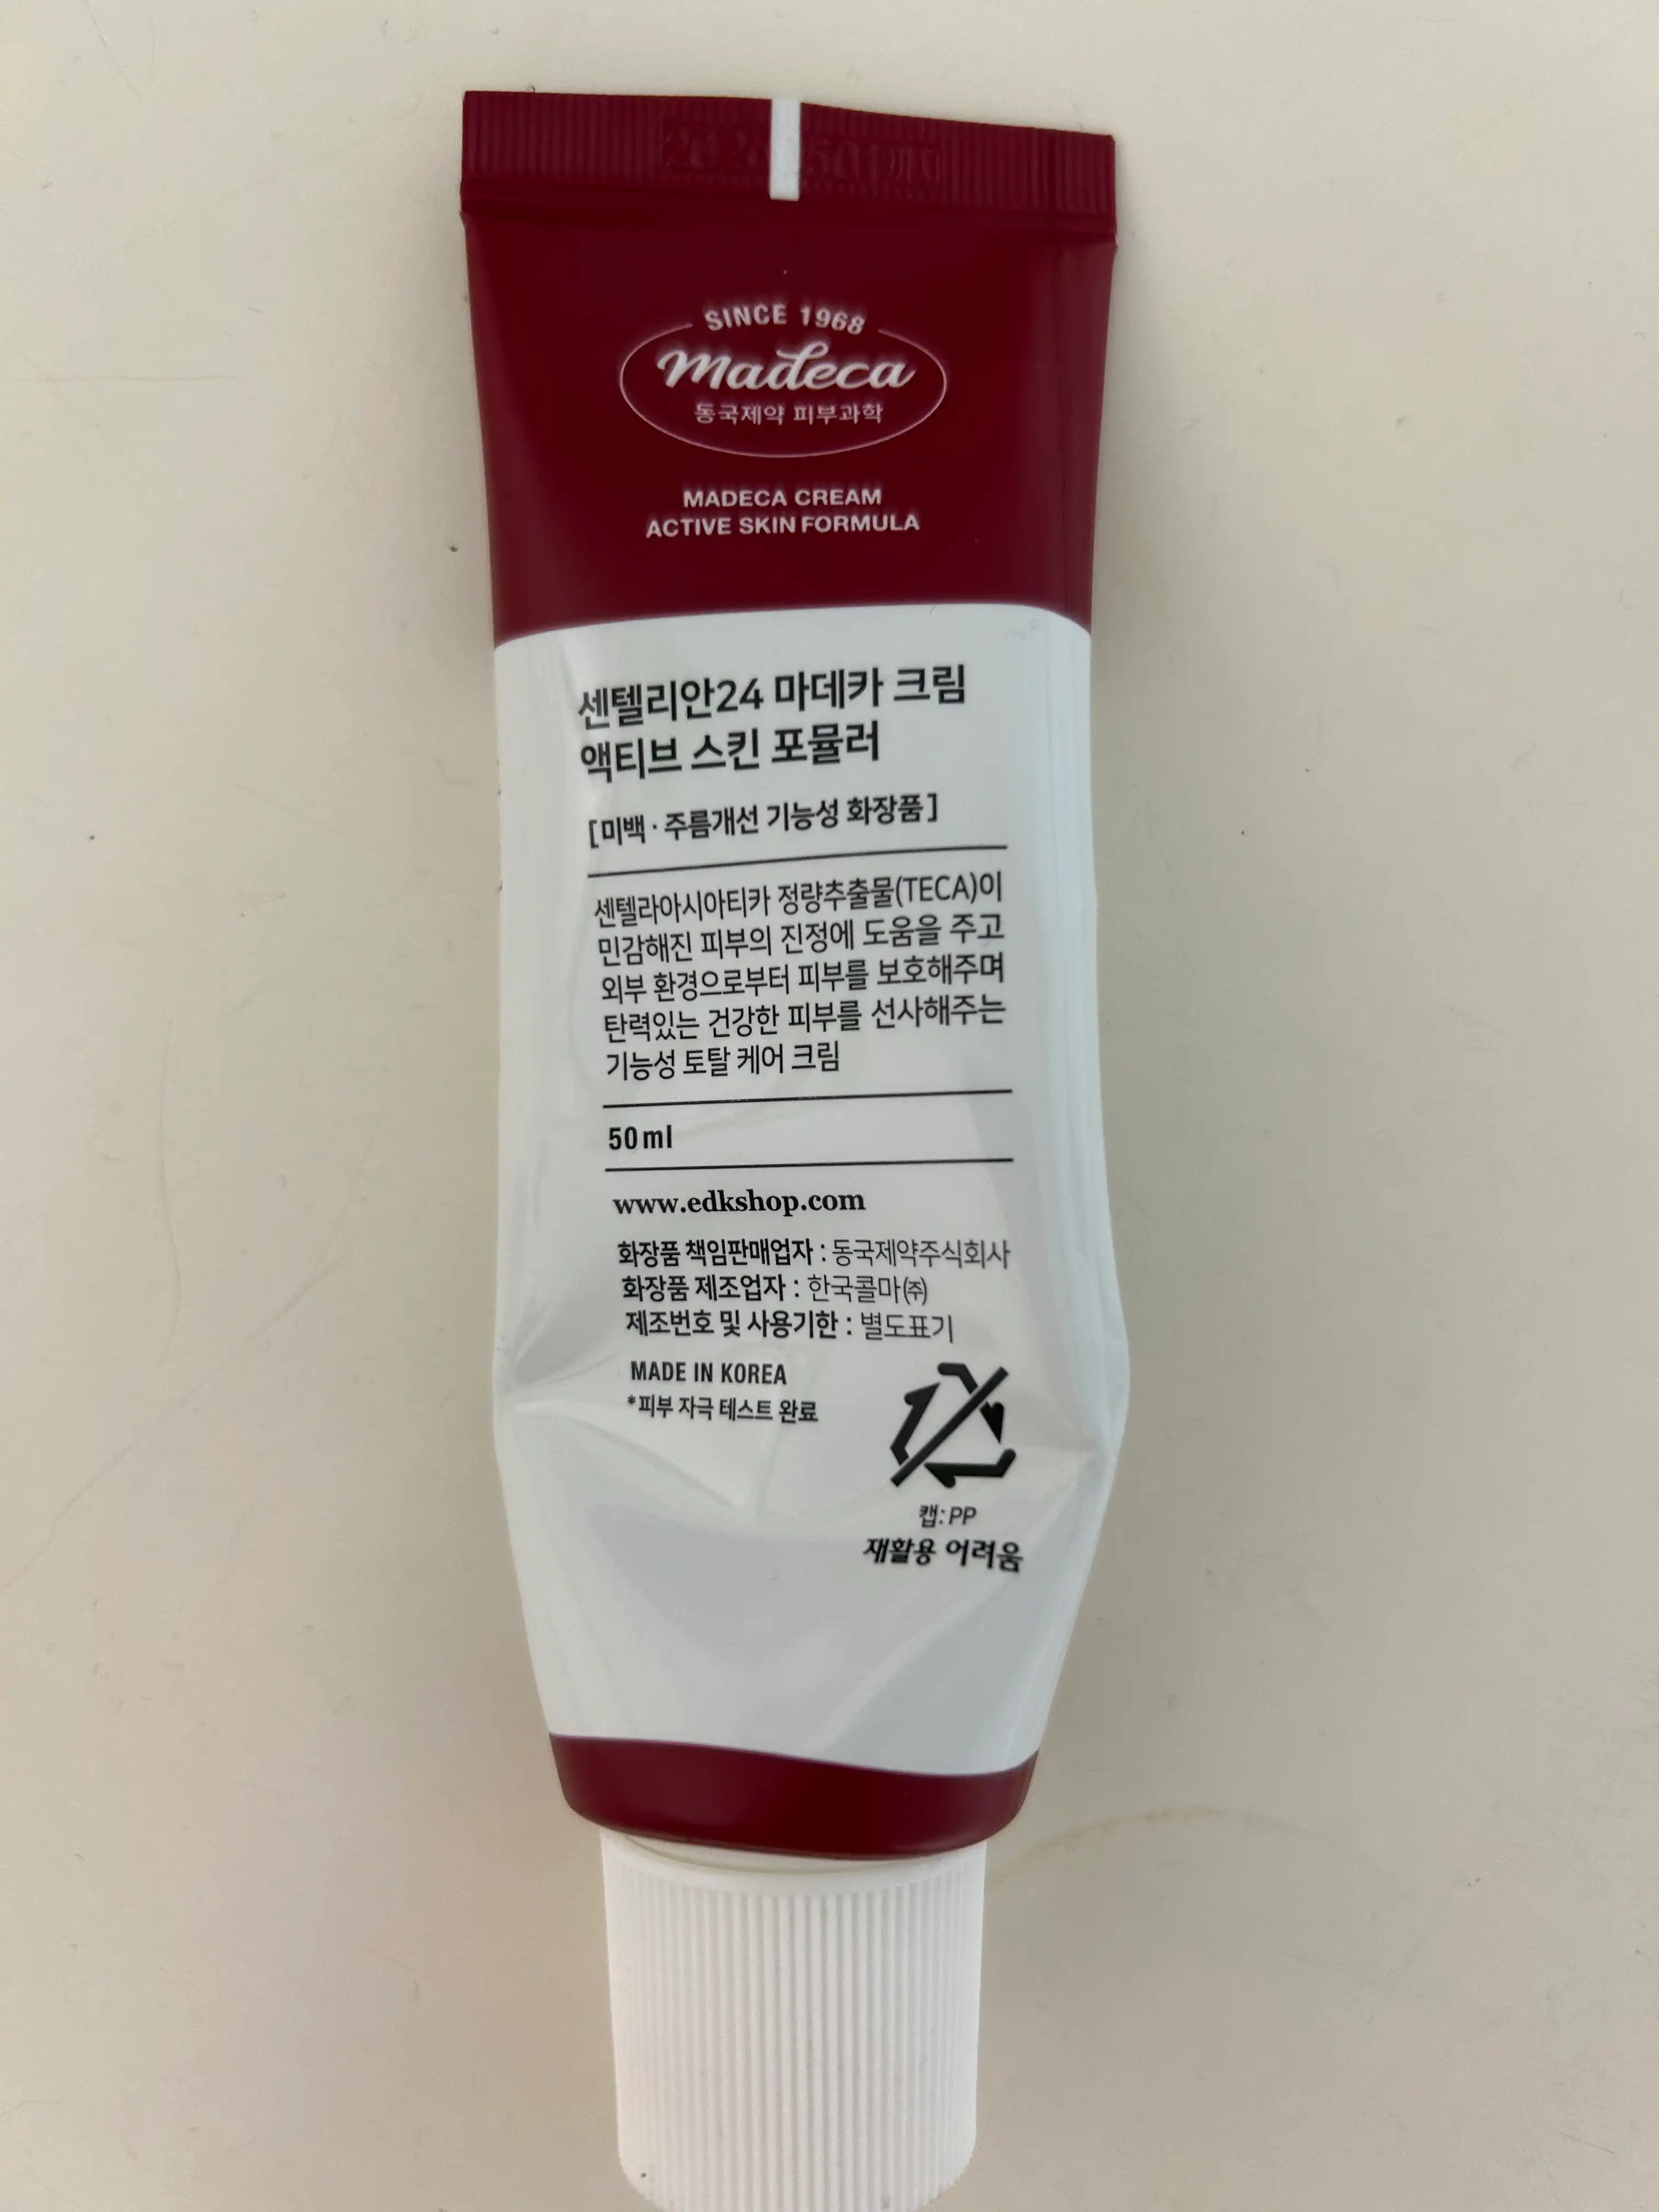 SINCE 1968
Madeca
동국제약 피부과학
MADECA CREAM
ACTIVE SKIN FORMULA
센텔리안24 마데카 크림
액티브 스킨 포뮬러
[미백·주름개선 기능성 화장품]
센텔라아시아티카 정량추출물(TECA)이
민감해진 피부의 진정에 도움을 주고
외부 환경으로부터 피부를 보호해주며
탄력있는 건강한 피부를 선사해주는
기능성 토탈 케어 크림
50ml
www.edkshop.com
화장품 책임판매업자 : 동국제약주식회사
화장품 제조업자 : 한국콜마㈜
제조번호 및 사용기한 : 별도표기
MADE IN KOREA
*피부 자극 테스트 완료
캡: PP
재활용 어려움